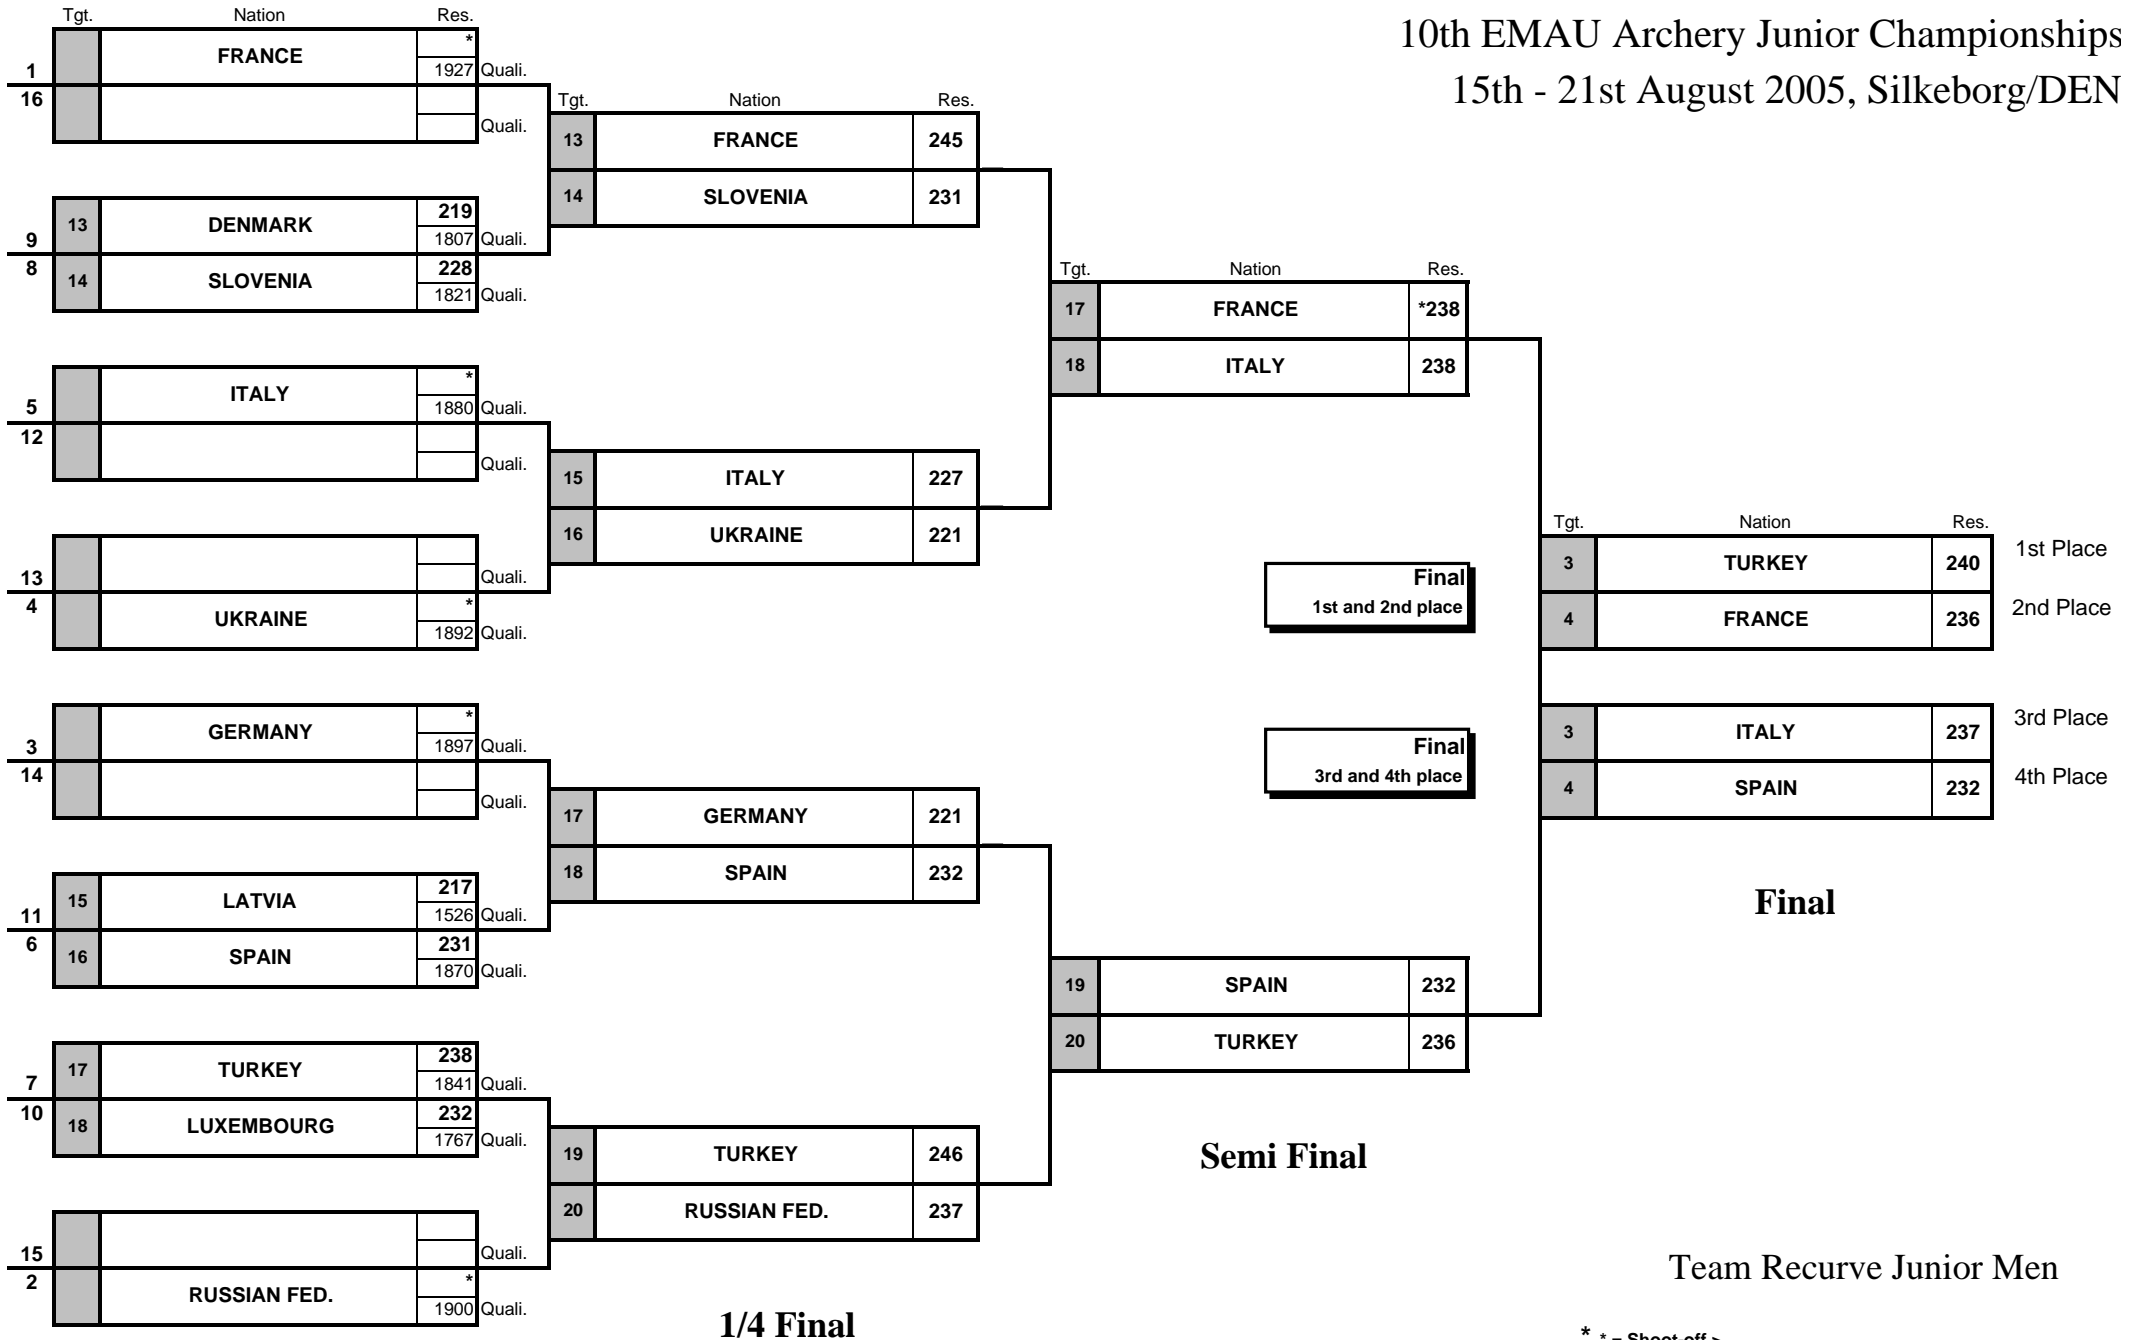 10th EMAU Archery Junior Championships
15th - 21st August 2005, Silkeborg/DEN
Tgt. Nation Res.
FRANCE *
1 1927 Quali.
16
Quali.
13 DENMARK 219
9 1807 Quali.
8 14 SLOVENIA 228
1821 Quali.
ITALY *
5 1880 Quali.
12
Quali.
13 Quali.
4 UKRAINE *
1892 Quali.
GERMANY *
3 1897 Quali.
14
Quali.
15 LATVIA 217
11 1526 Quali.
6 16 SPAIN 231
1870 Quali.
17 TURKEY 238
7 1841 Quali.
10 18 LUXEMBOURG 232
1767 Quali.
15 Quali.
2 RUSSIAN FED. *
1900 Quali.
Tgt. Nation Res.
13 FRANCE 245
14 SLOVENIA 231
15 ITALY 227
16 UKRAINE 221
17 GERMANY 221
18 SPAIN 232
19 TURKEY 246
20 RUSSIAN FED. 237
1/4 Final
Tgt. Nation Res.
17 FRANCE *238
18 ITALY 238
19 SPAIN 232
20 TURKEY 236
Semi Final
Final
1st and 2nd place
Final
3rd and 4th place
Tgt. Nation Res.
3 TURKEY 240 1st Place
4 FRANCE 236 2nd Place
3 ITALY 237 3rd Place
4 SPAIN 232 4th Place
Final
Team Recurve Junior Men
* * = Shoot-off >